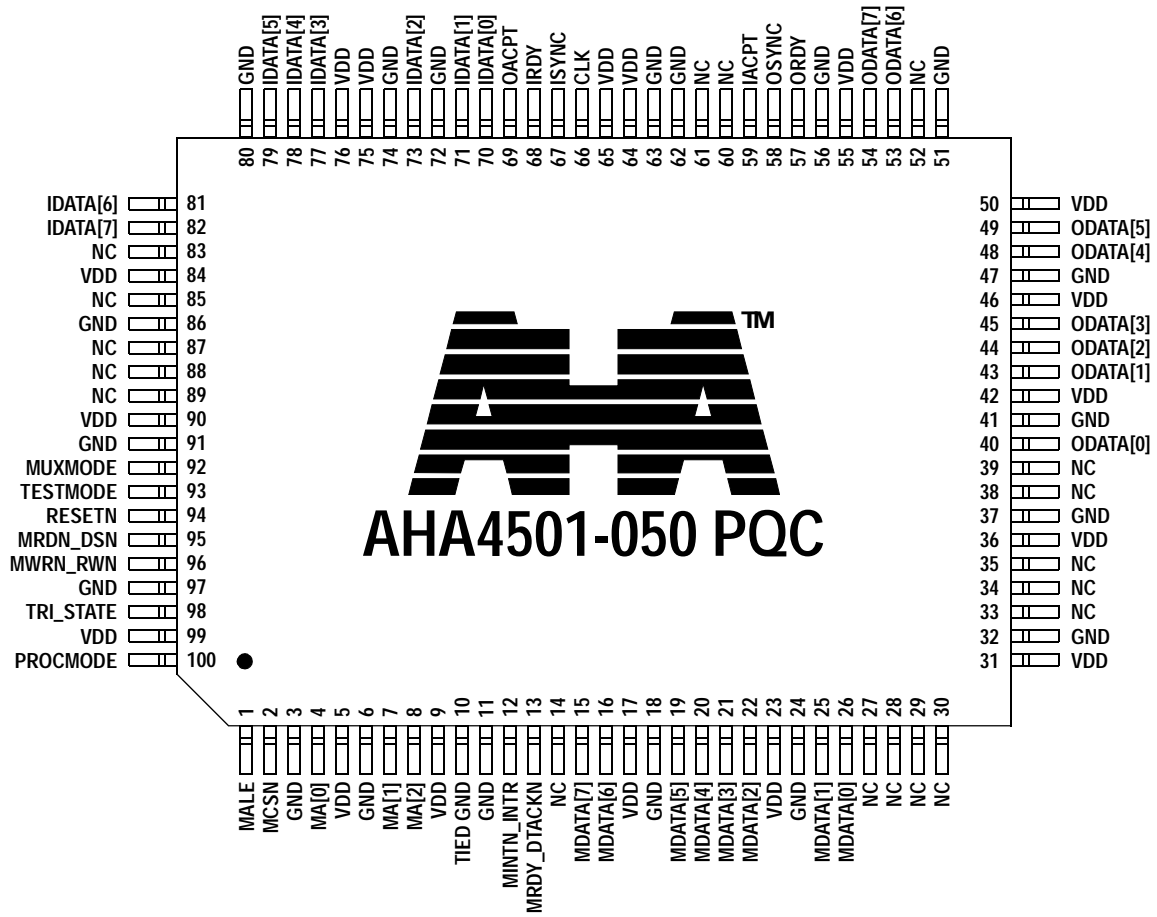 GND
IDATA[5]
IDATA[4]
IDATA[3]
VDD
VDD
GND
IDATA[2]
GND
IDATA[1]
IDATA[0]
OACPT
IRDY
ISYNC
CLK
VDD
VDD
GND
GND
NC
NC
IACPT
OSYNC
ORDY
GND
VDD
ODATA[7]
ODATA[6]
NC
GND
80 79 78 77 76 75 74 73 72 71 70 69 68 67 66 65 64 63 62 61 60 59 58 57 56 55 54 53 52 51
IDATA[6] 81
IDATA[7] 82
NC 83
VDD 84
NC 85
GND 86
NC 87
NC 88
NC 89
VDD 90
GND 91
MUXMODE 92
TESTMODE 93
RESETN 94
MRDN_DSN 95
MWRN_RWN 96
GND 97
TRI_STATE 98
VDD 99
PROCMODE 100
AHA TM
AHA4501-050 PQC
50 VDD
49 ODATA[5]
48 ODATA[4]
47 GND
46 VDD
45 ODATA[3]
44 ODATA[2]
43 ODATA[1]
42 VDD
41 GND
40 ODATA[0]
39 NC
38 NC
37 GND
36 VDD
35 NC
34 NC
33 NC
32 GND
31 VDD
1 2 3 4 5 6 7 8 9 10 11 12 13 14 15 16 17 18 19 20 21 22 23 24 25 26 27 28 29 30
MALE
MCSN
GND
MA[0]
VDD
GND
MA[1]
MA[2]
VDD
TIED GND
GND
MINTN_INTR
MRDY_DTACKN
NC
MDATA[7]
MDATA[6]
VDD
GND
MDATA[5]
MDATA[4]
MDATA[3]
MDATA[2]
VDD
GND
MDATA[1]
MDATA[0]
NC
NC
NC
NC